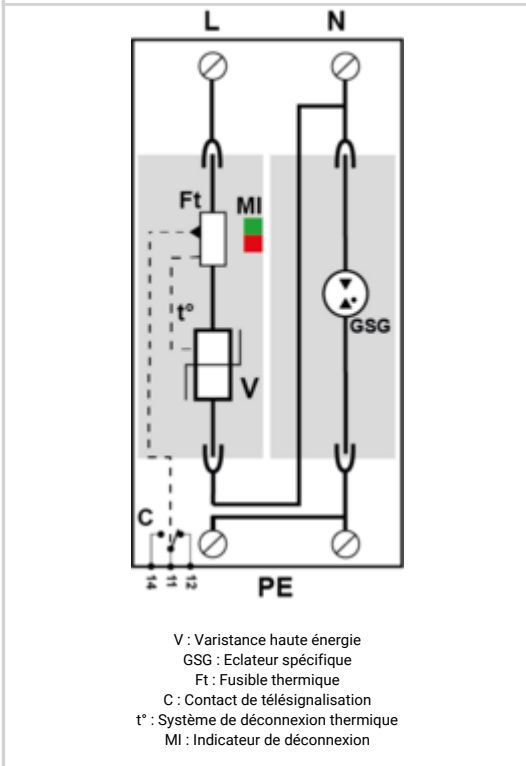 L N
Ft MI
t°
GSG
V
C
14 11 12
PE
V : Varistance haute énergie
GSG : Eclateur spécifique
Ft : Fusible thermique
C : Contact de télésignalisation
t° : Système de déconnexion thermique
MI : Indicateur de déconnexion